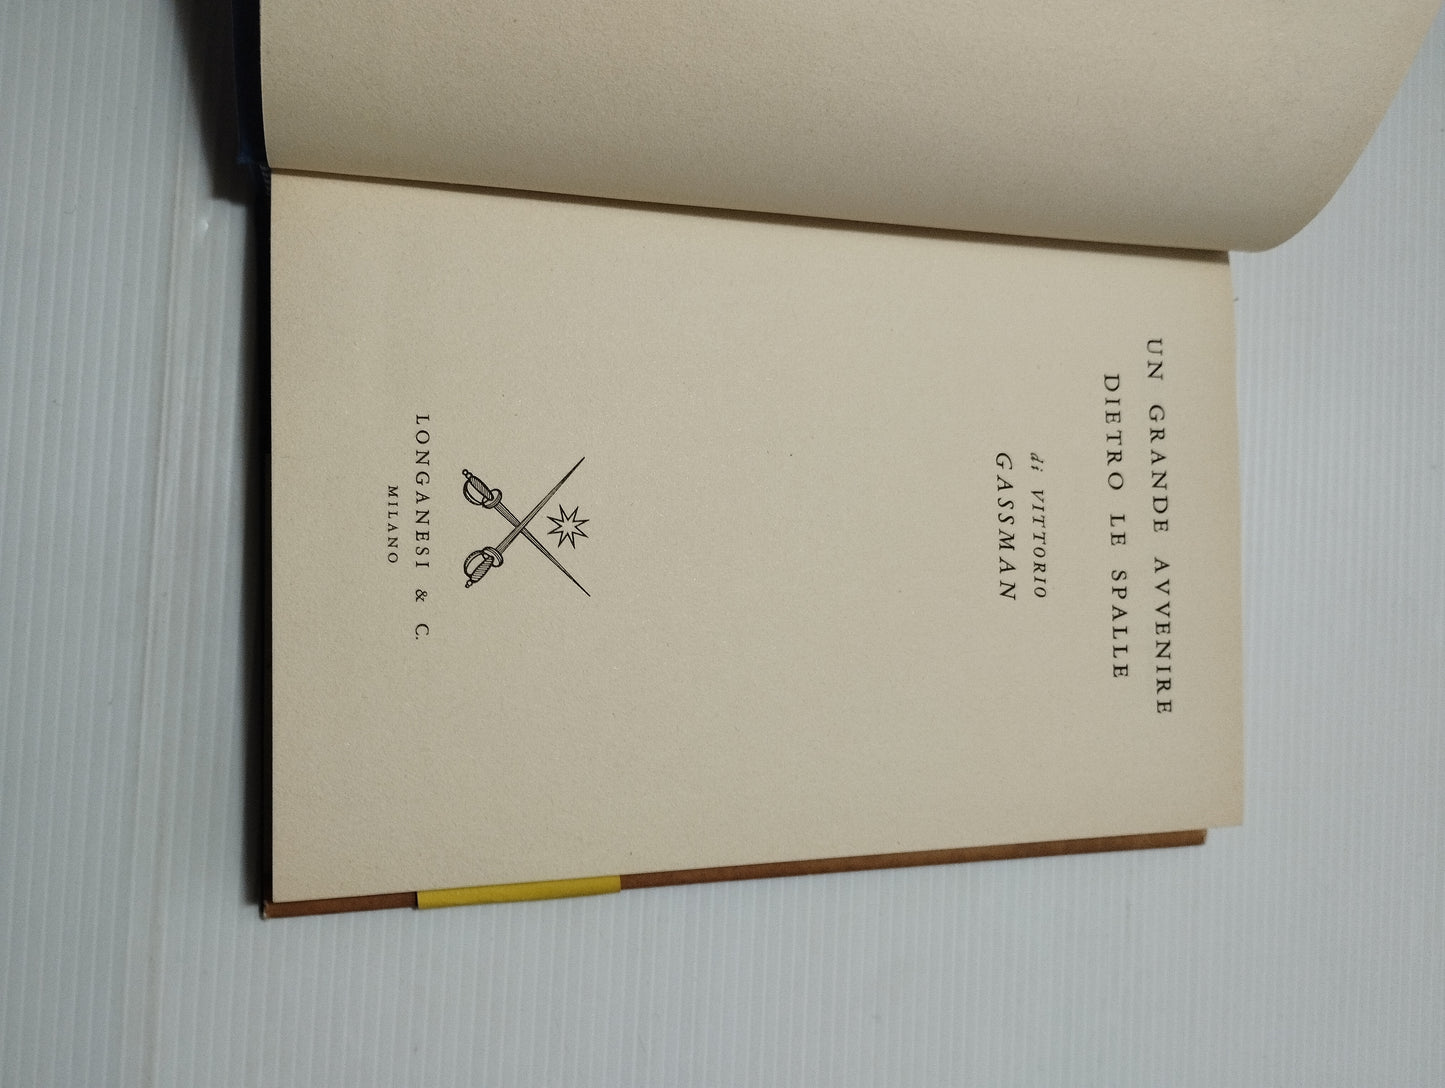 UN GRANDE AVVENIRE
DIETRO LE SPALLE
di VITTORIO
GASSMAN
LONGANESI & C.
MILANO